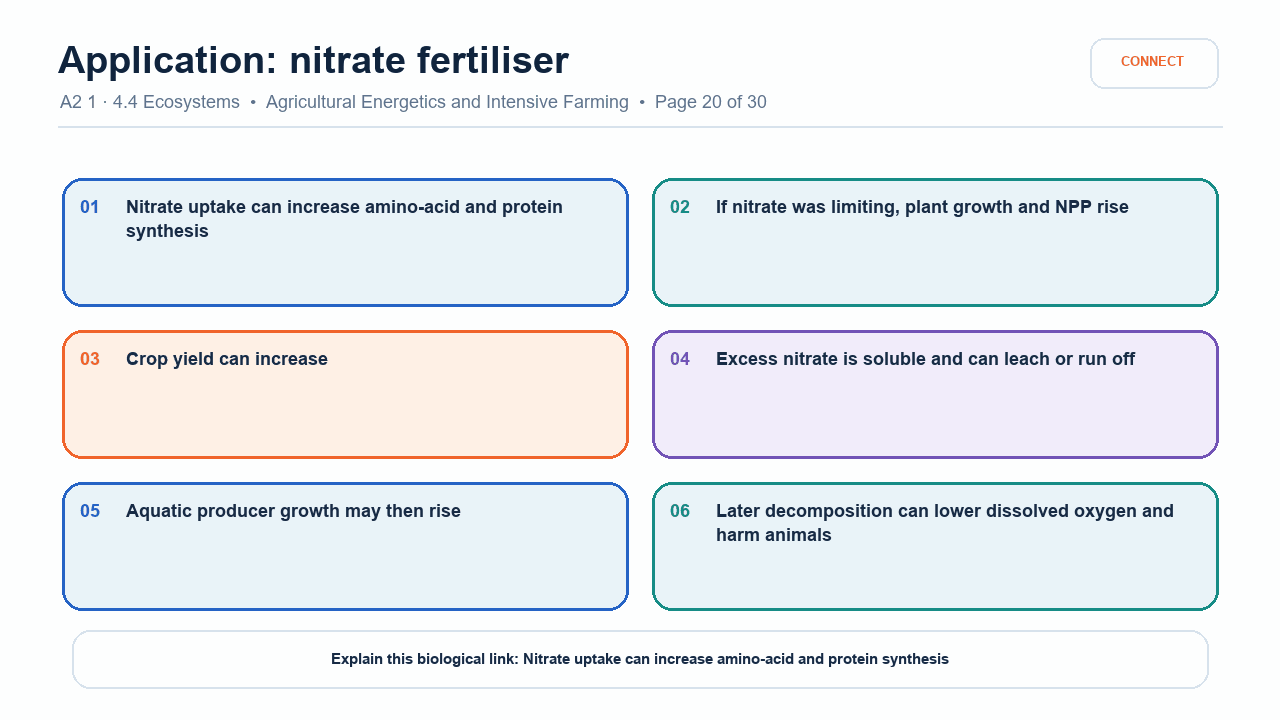 Application: nitrate fertiliser
CONNECT
A2 1 · 4.4 Ecosystems • Agricultural Energetics and Intensive Farming • Page 20 of 30
01 Nitrate uptake can increase amino-acid and protein
synthesis
02 If nitrate was limiting, plant growth and NPP rise
03 Crop yield can increase
04 Excess nitrate is soluble and can leach or run off
05 Aquatic producer growth may then rise
06 Later decomposition can lower dissolved oxygen and
harm animals
Explain this biological link: Nitrate uptake can increase amino-acid and protein synthesis